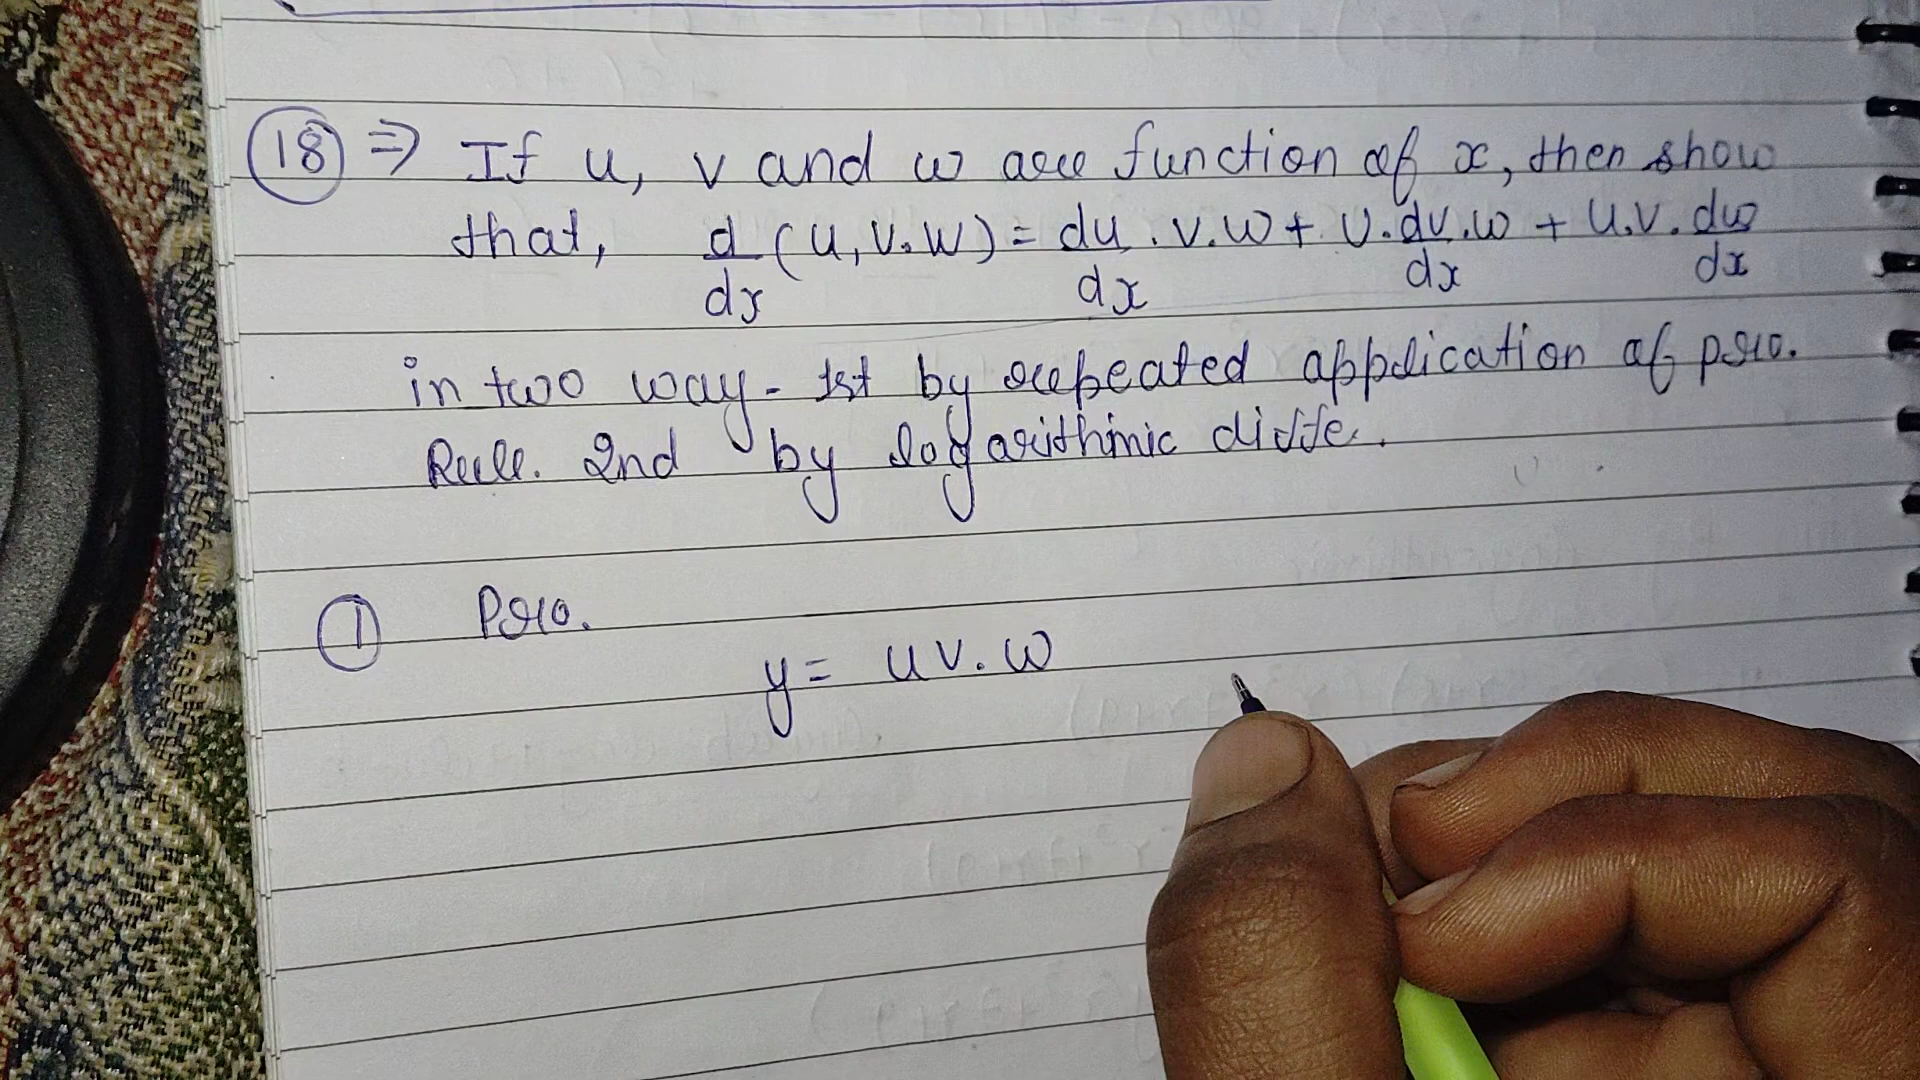 18 ⇒ If u, v and w are function of x, then show
that, d/dx (u, v.w) = du/dx . v.w + u. dv/dx .w + u.v. dw/dx
in two way - 1st by repeated application of pro.
Rule. 2nd by logarithmic diffe.
1 Pro.
y = uv.w